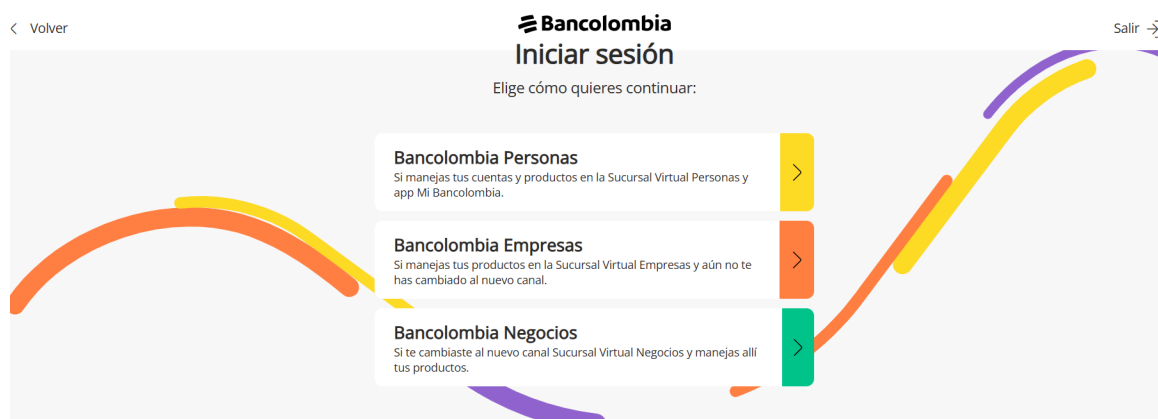 Volver
Bancolombia
Salir
Iniciar sesión
Elige cómo quieres continuar:
Bancolombia Personas
Si manejas tus cuentas y productos en la Sucursal Virtual Personas y
app Mi Bancolombia.
Bancolombia Empresas
Si manejas tus productos en la Sucursal Virtual Empresas y aún no te
has cambiado al nuevo canal.
Bancolombia Negocios
Si te cambiaste al nuevo canal Sucursal Virtual Negocios y manejas allí
tus productos.